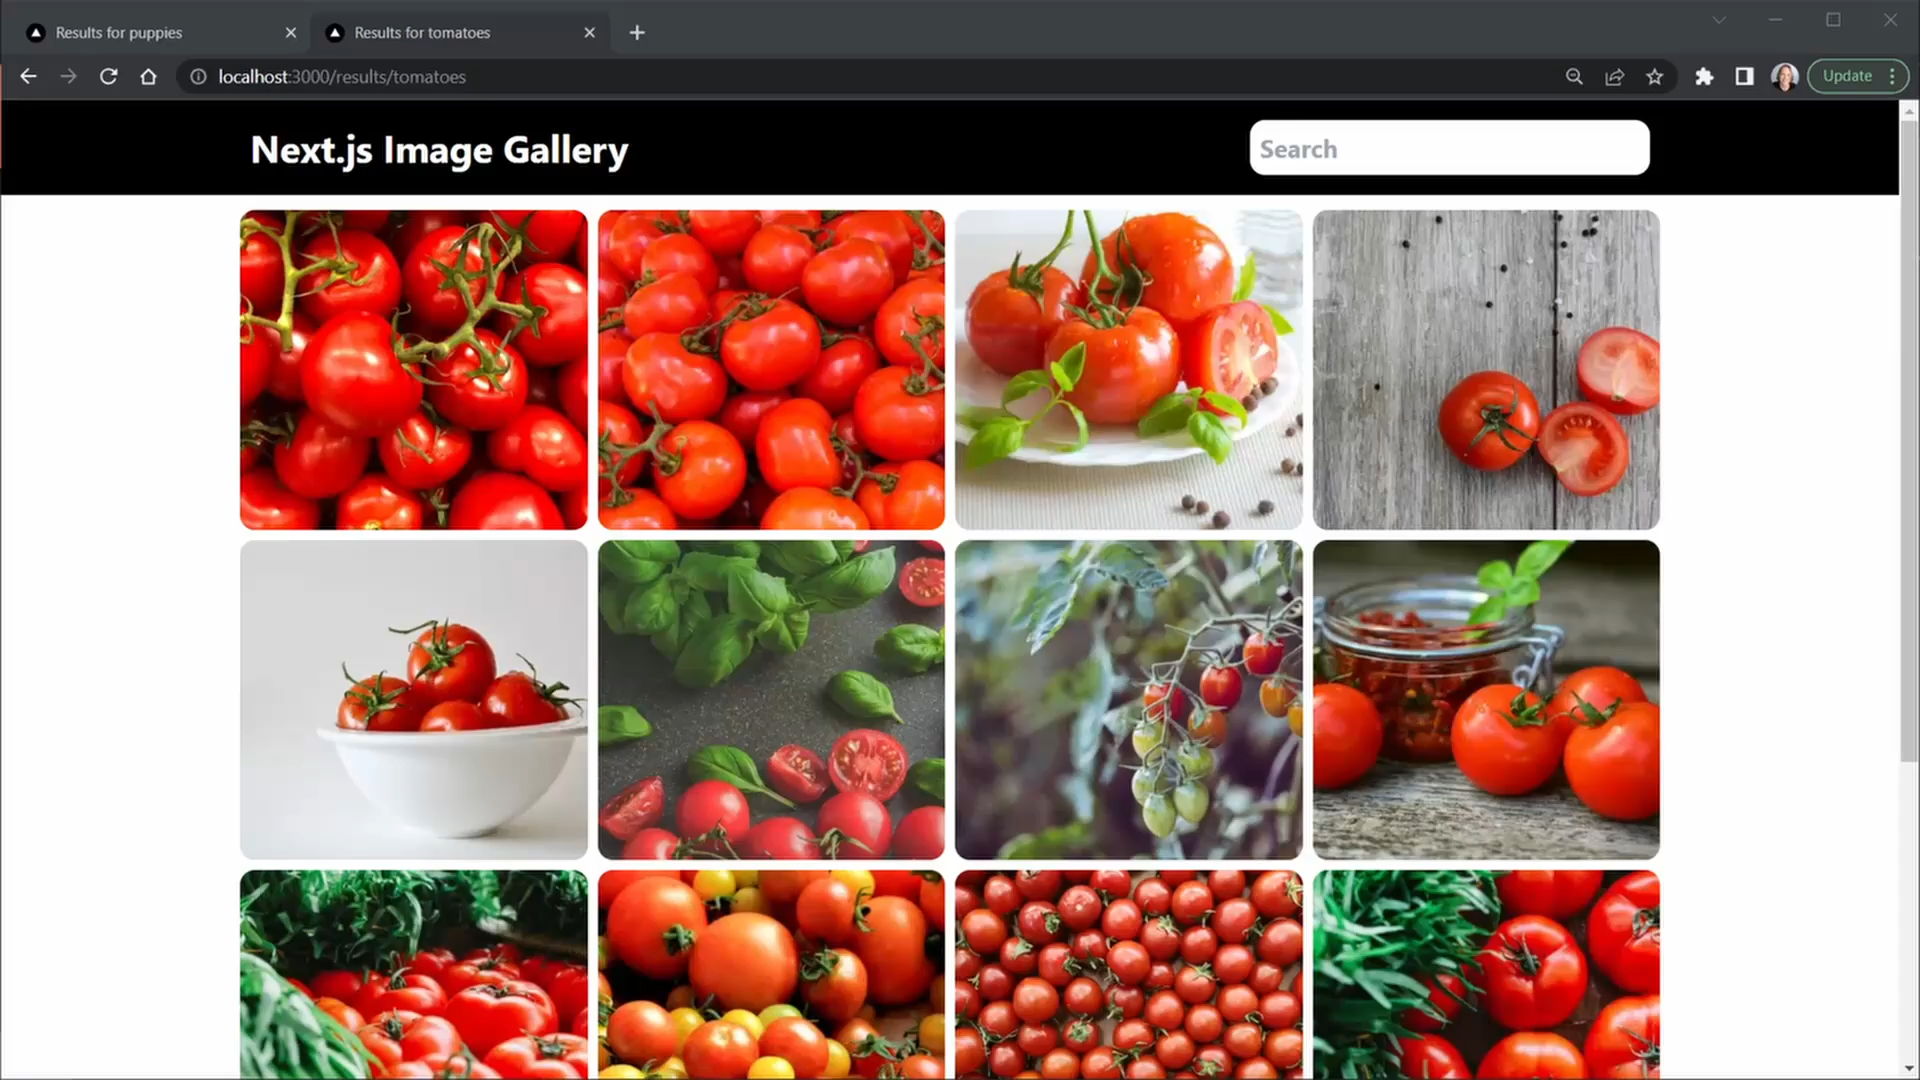 Results for puppies
Results for tomatoes
localhost:3000/results/tomatoes
Update
Next.js Image Gallery
Search